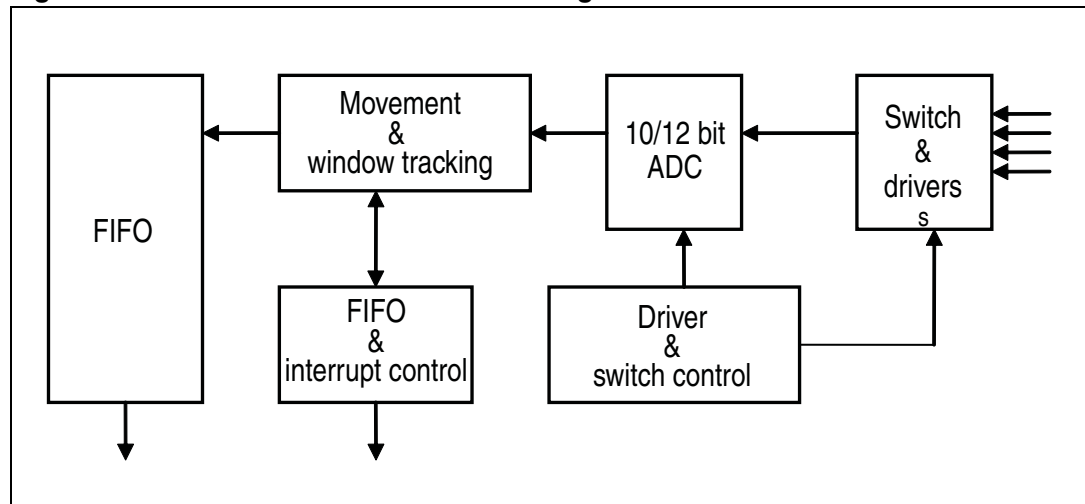 FIFO
Movement
&
window tracking
10/12 bit
ADC
Switch
&
drivers
s
FIFO
&
interrupt control
Driver
&
switch control